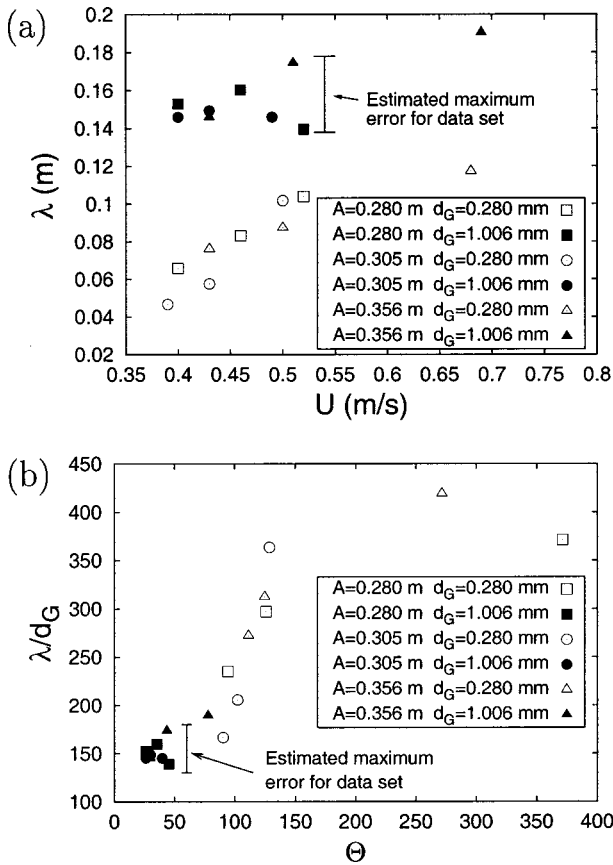 (a)
0.2
0.18
0.16
0.14
0.12
0.1
0.08
0.06
0.04
0.02
λ (m)
Estimated maximum
error for data set
A=0.280 m d_G=0.280 mm
A=0.280 m d_G=1.006 mm
A=0.305 m d_G=0.280 mm
A=0.305 m d_G=1.006 mm
A=0.356 m d_G=0.280 mm
A=0.356 m d_G=1.006 mm
0.35 0.4 0.45 0.5 0.55 0.6 0.65 0.7 0.75 0.8
U (m/s)
(b)
450
400
350
300
250
200
150
100
λ/d_G
A=0.280 m d_G=0.280 mm
A=0.280 m d_G=1.006 mm
A=0.305 m d_G=0.280 mm
A=0.305 m d_G=1.006 mm
A=0.356 m d_G=0.280 mm
A=0.356 m d_G=1.006 mm
Estimated maximum
error for data set
0 50 100 150 200 250 300 350 400
Θ